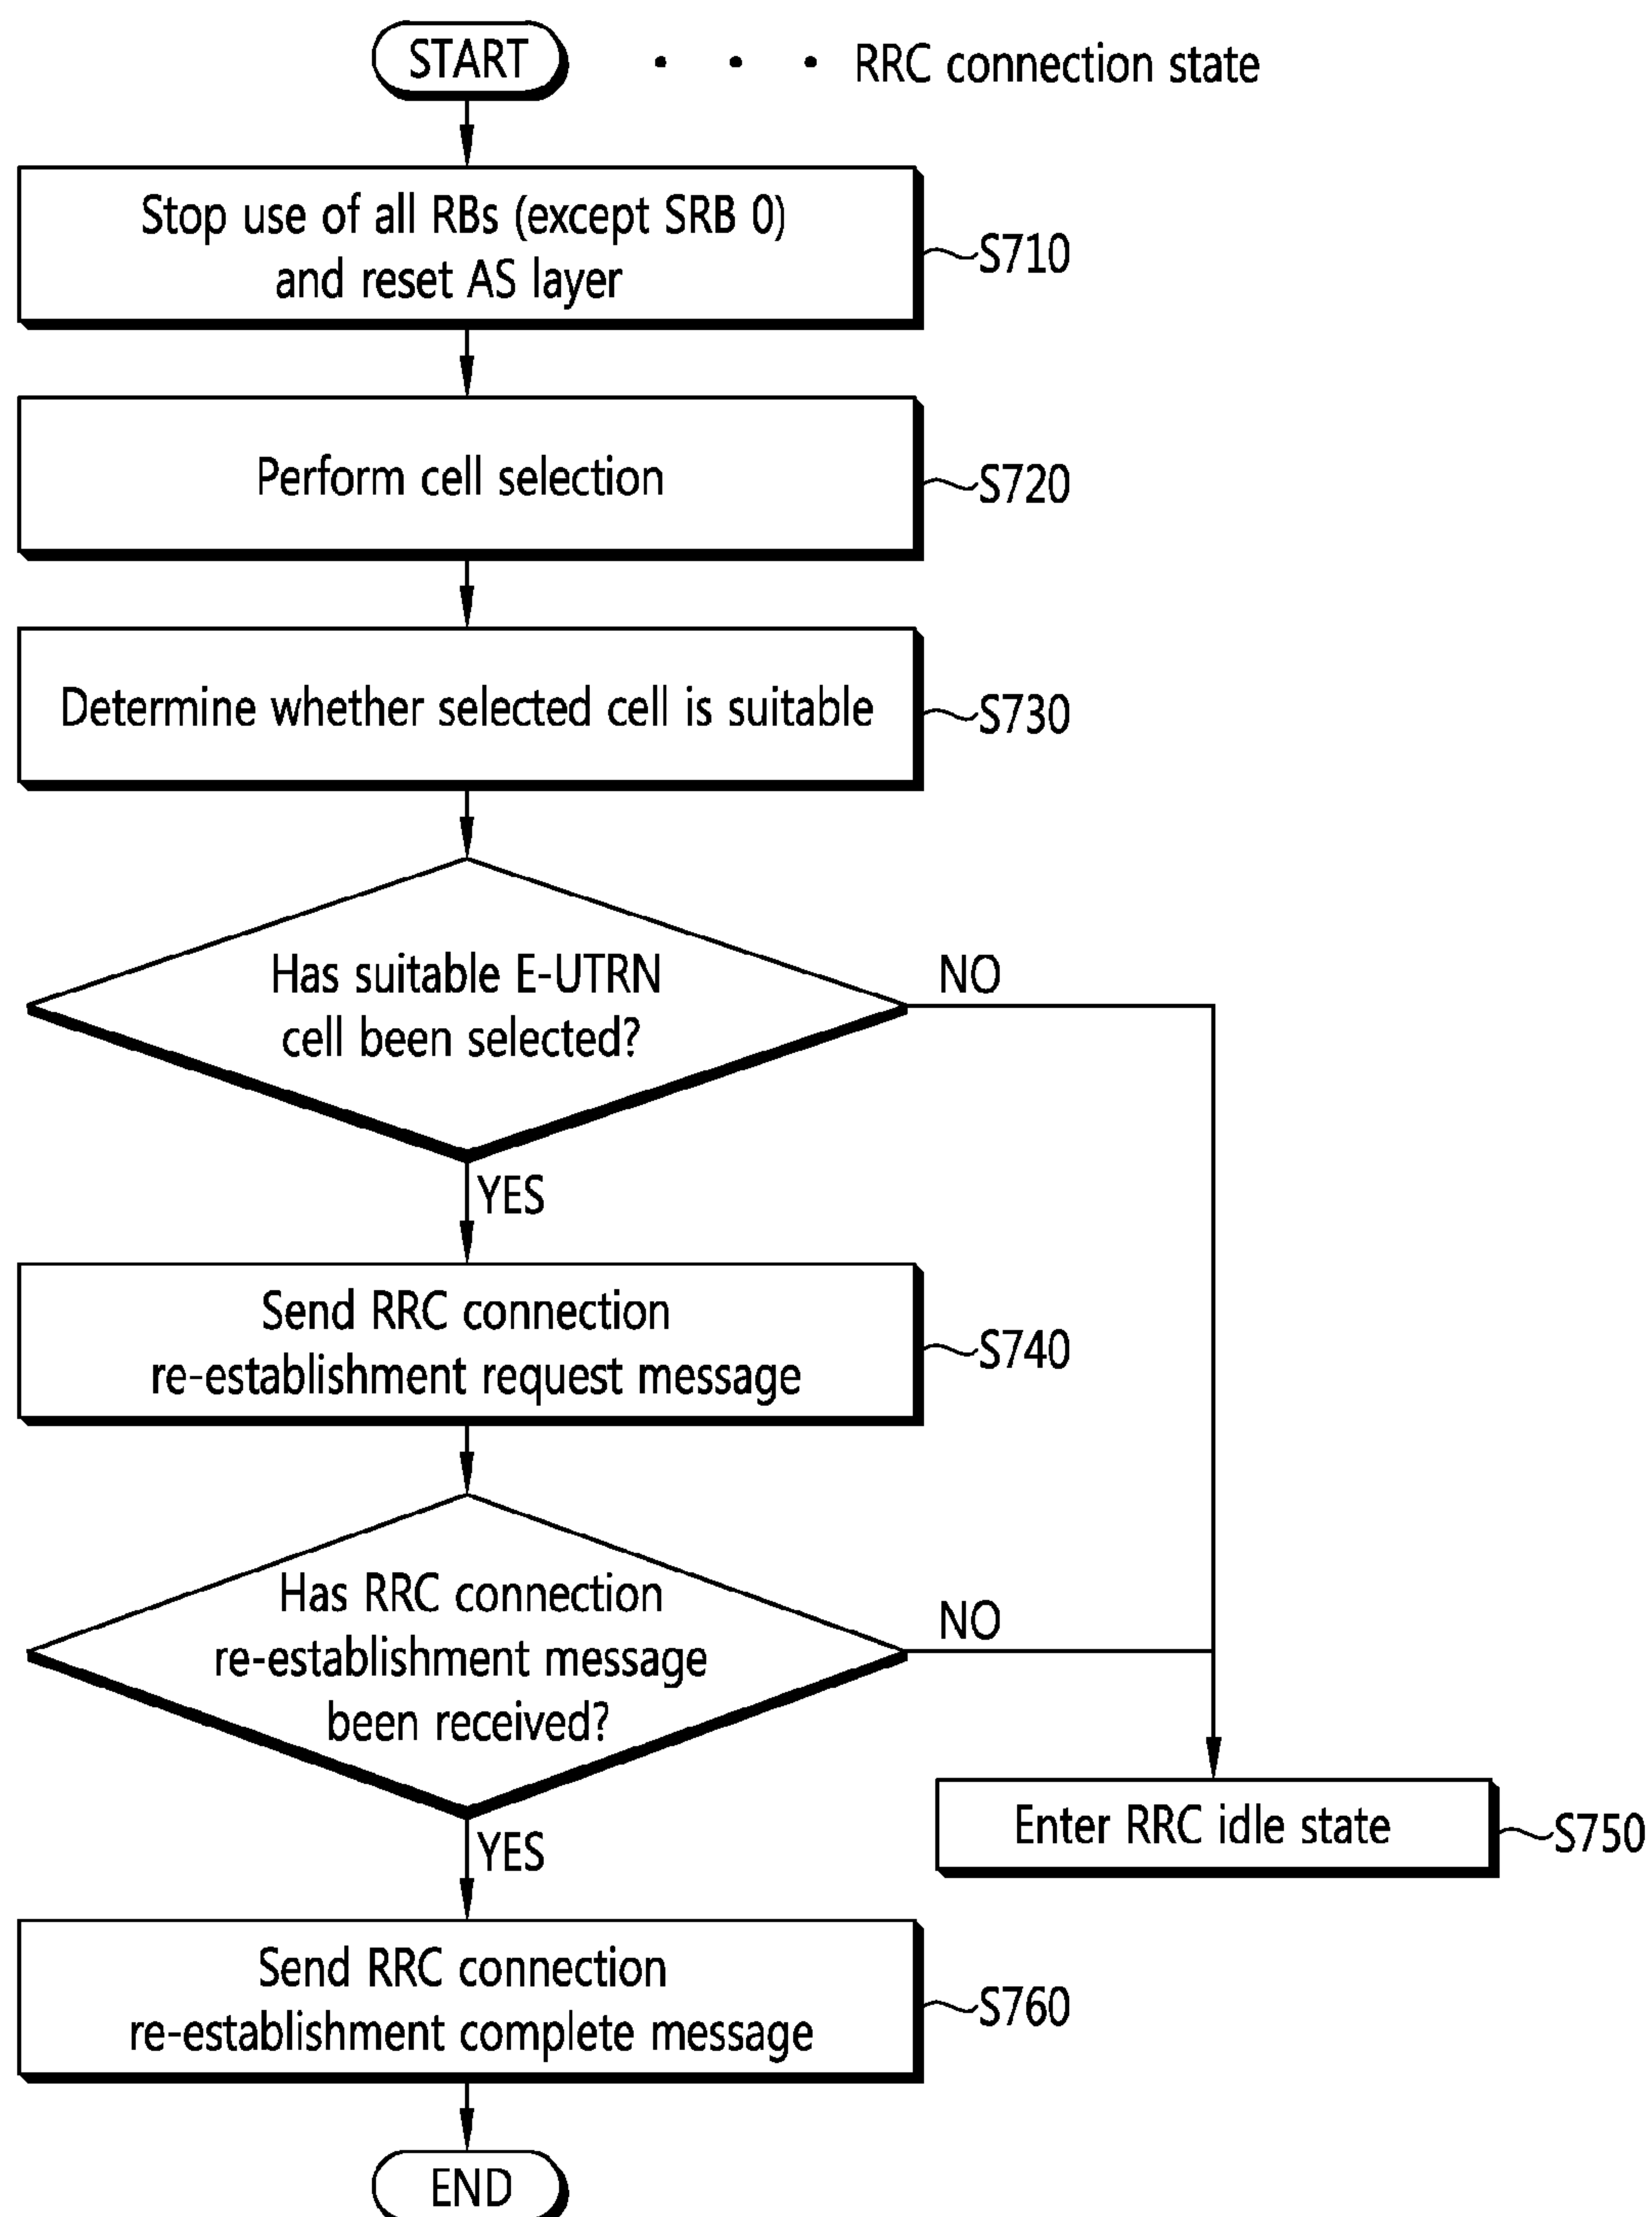 START
• • • RRC connection state
Stop use of all RBs (except SRB 0)
and reset AS layer
S710
Perform cell selection
S720
Determine whether selected cell is suitable
S730
Has suitable E-UTRN
cell been selected?
NO
YES
Send RRC connection
re-establishment request message
S740
Has RRC connection
re-establishment message
been received?
NO
YES
Enter RRC idle state
S750
Send RRC connection
re-establishment complete message
S760
END